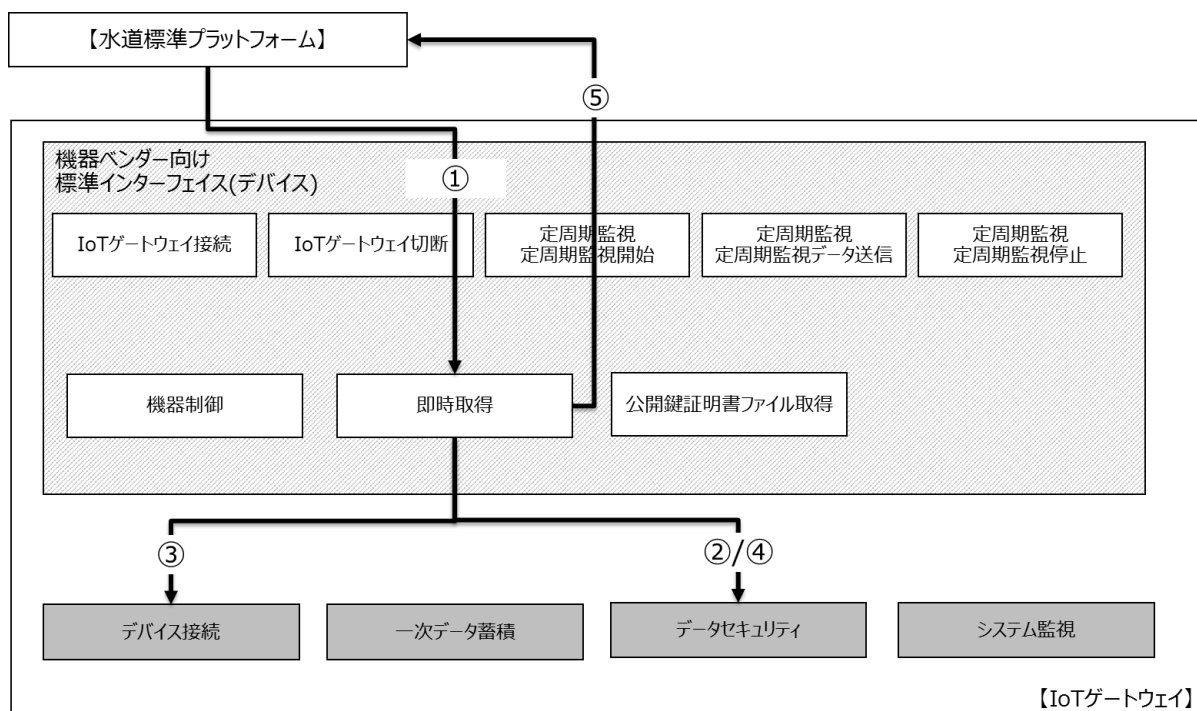 【水道標準プラットフォーム】
⑤
機器ベンダー向け
標準インターフェイス(デバイス)
①
IoTゲートウェイ接続
IoTゲートウェイ切断
定周期監視
定周期監視開始
定周期監視
定周期監視データ送信
定周期監視
定周期監視停止
機器制御
即時取得
公開鍵証明書ファイル取得
③
②/④
デバイス接続
一次データ蓄積
データセキュリティ
システム監視
【IoTゲートウェイ】